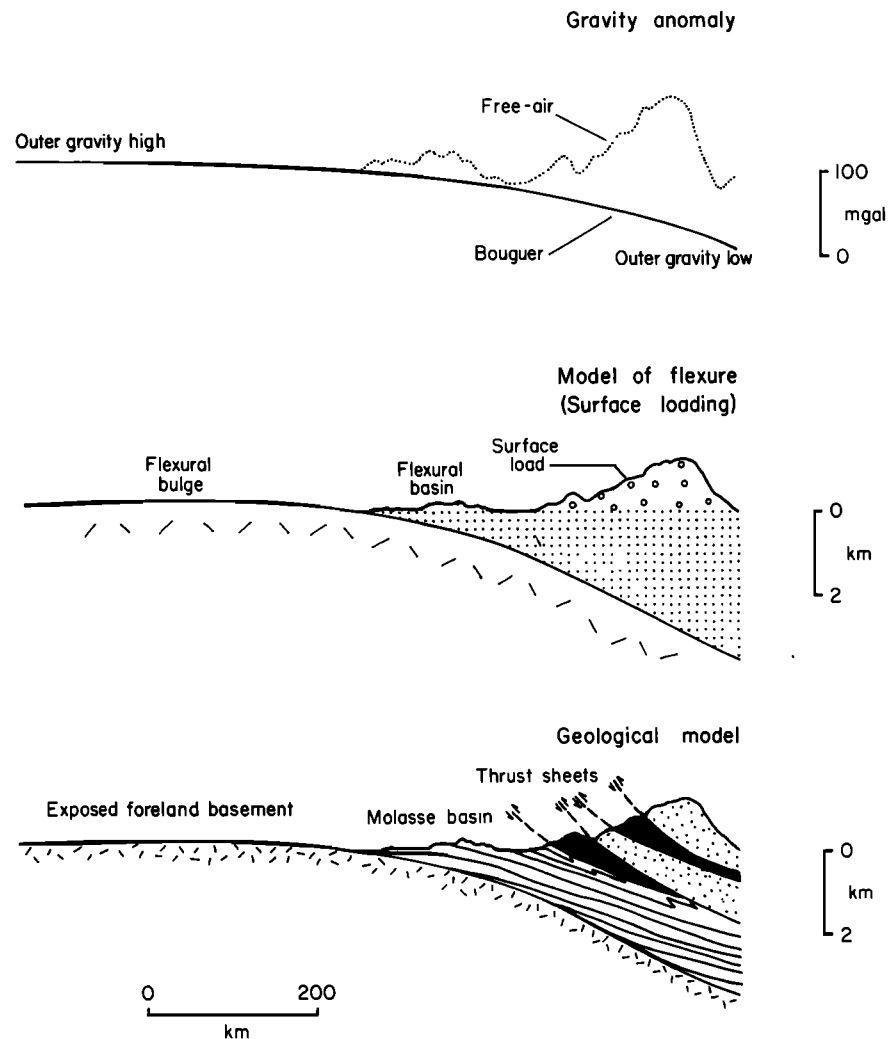 Gravity anomaly
Free-air
Outer gravity high
100
mgal
0
Bouguer
Outer gravity low
Model of flexure
(Surface loading)
Surface
load
Flexural
bulge
Flexural
basin
0
km
2
Geological model
Thrust sheets
Exposed foreland basement
Molasse basin
0
km
2
0
200
km